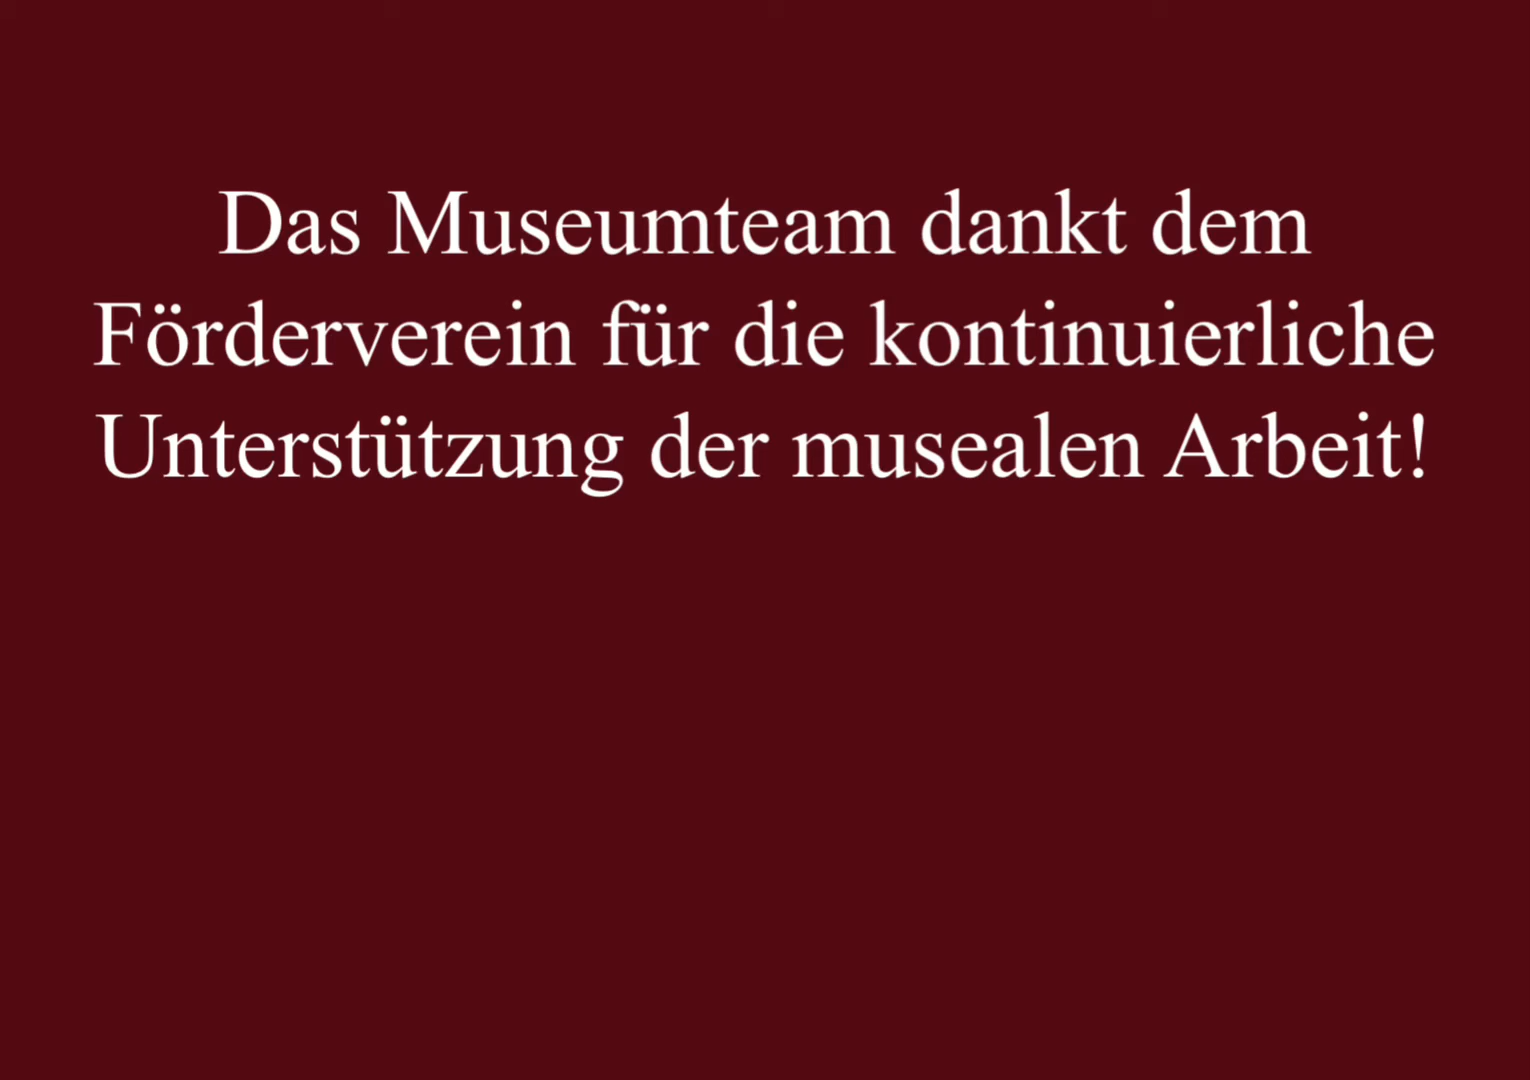 Das Museumteam dankt dem
Förderverein für die kontinuierliche
Unterstützung der musealen Arbeit!